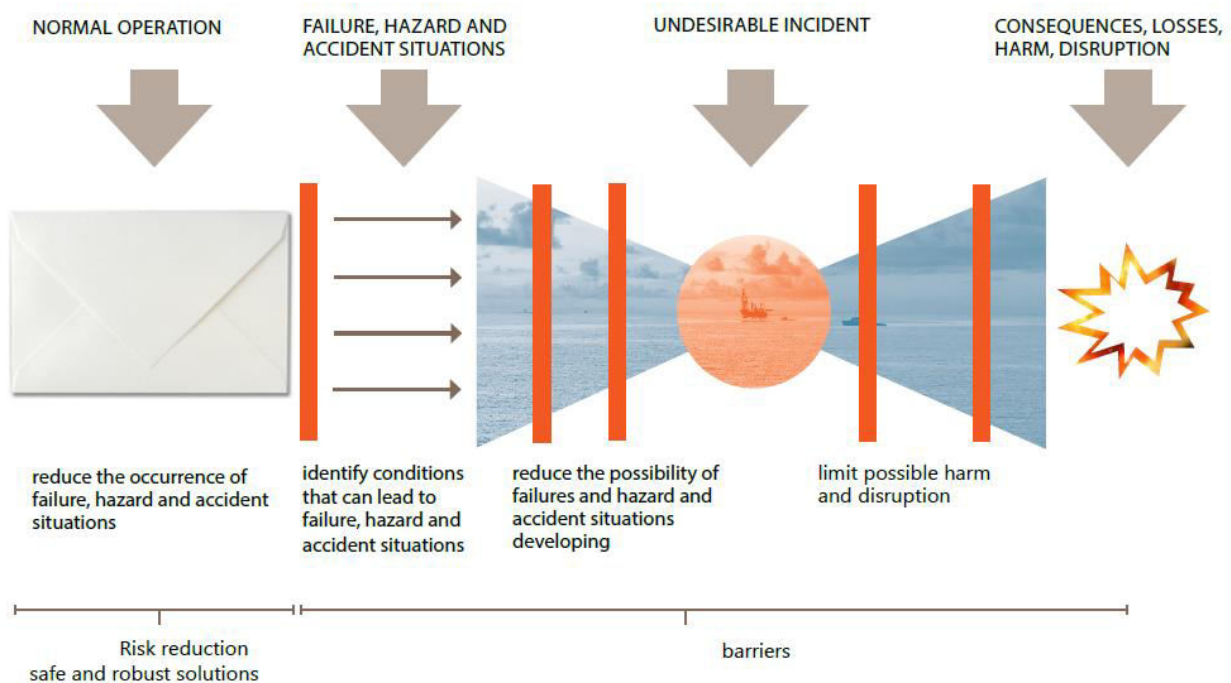 NORMAL OPERATION
FAILURE, HAZARD AND
ACCIDENT SITUATIONS
UNDESIRABLE INCIDENT
CONSEQUENCES, LOSSES,
HARM, DISRUPTION
reduce the occurrence of
failure, hazard and accident
situations
identify conditions
that can lead to
failure, hazard and
accident situations
reduce the possibility of
failures and hazard and
accident situations
developing
limit possible harm
and disruption
Risk reduction
safe and robust solutions
barriers